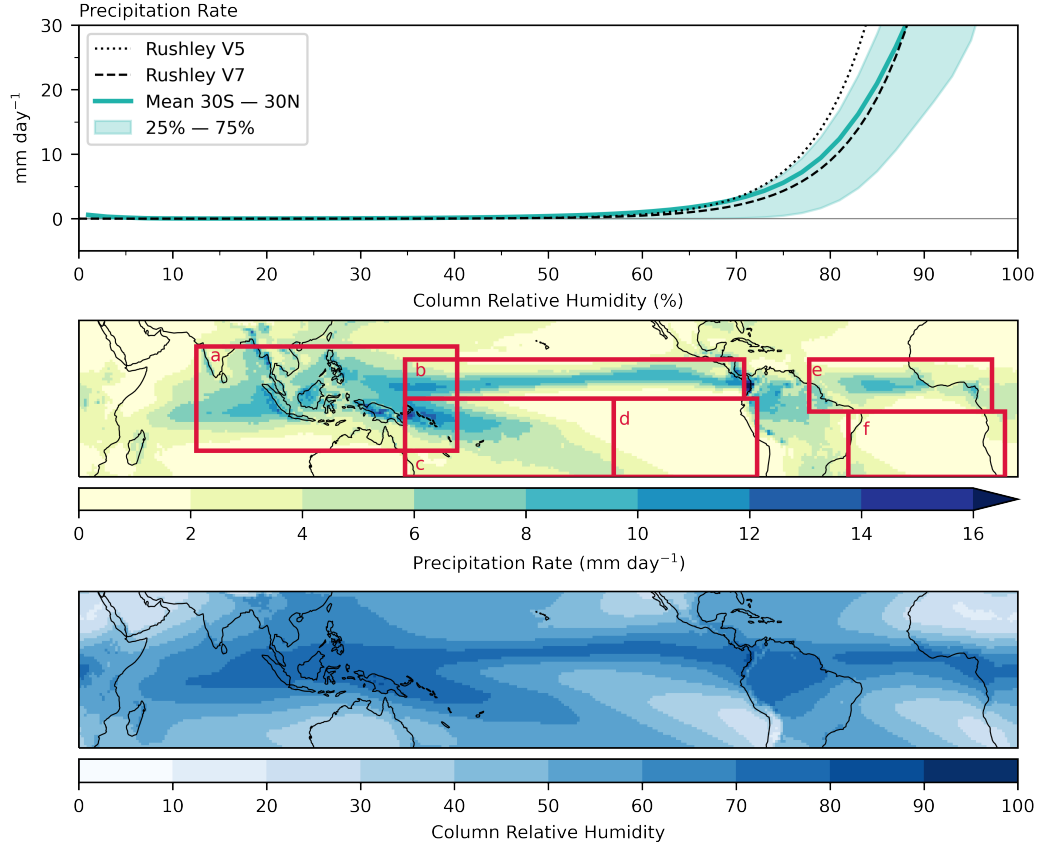 Precipitation Rate
30
20
10
0
mm day⁻¹
Rushley V5
Rushley V7
Mean 30S — 30N
25% — 75%
0 10 20 30 40 50 60 70 80 90 100
Column Relative Humidity (%)
a
b
c
d
e
f
0 2 4 6 8 10 12 14 16
Precipitation Rate (mm day⁻¹)
0 10 20 30 40 50 60 70 80 90 100
Column Relative Humidity